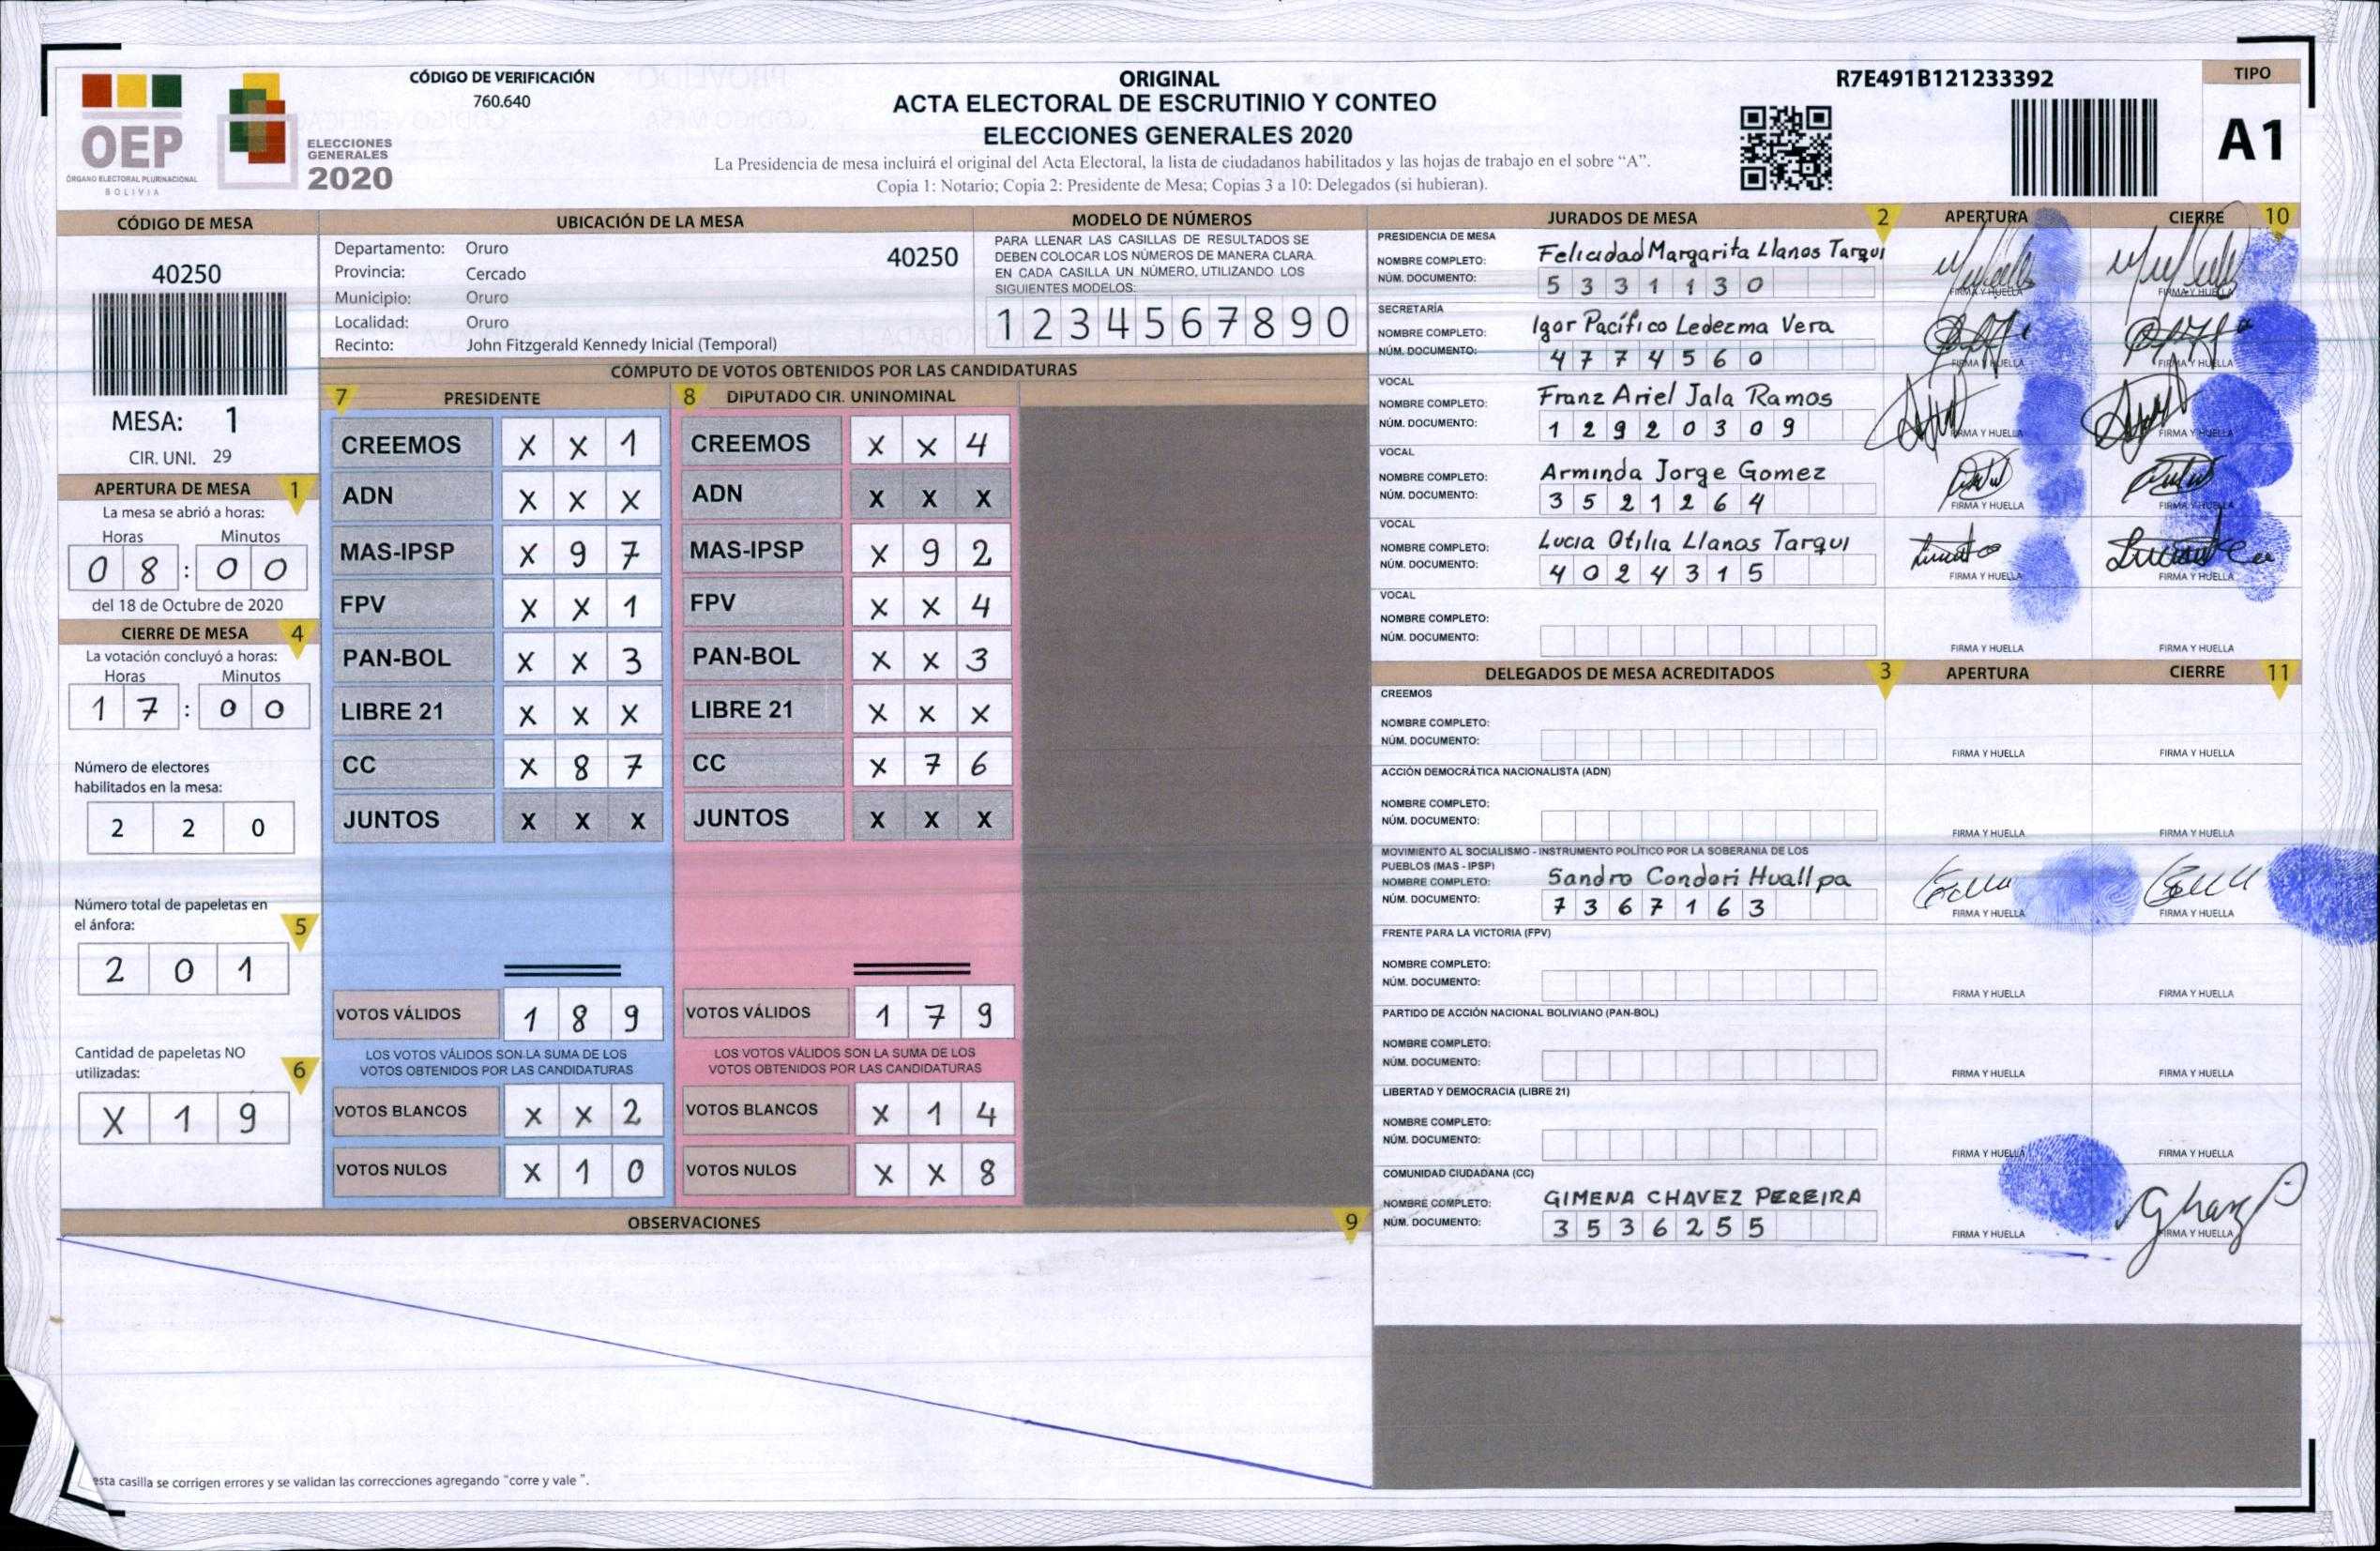 OEP
ÓRGANO ELECTORAL PLURINACIONAL
BOLIVIA
ELECCIONES
GENERALES
2020
CÓDIGO DE VERIFICACIÓN
760.640
ORIGINAL
ACTA ELECTORAL DE ESCRUTINIO Y CONTEO
ELECCIONES GENERALES 2020
La Presidencia de mesa incluirá el original del Acta Electoral, la lista de ciudadanos habilitados y las hojas de trabajo en el sobre “A”.
Copia 1: Notario; Copia 2: Presidente de Mesa; Copias 3 a 10: Delegados (si hubieran).
R7E491B121233392
TIPO
A1
CÓDIGO DE MESA
40250
MESA: 1
CIR. UNI. 29
APERTURA DE MESA 1
La mesa se abrió a horas:
Horas Minutos
0 8 : 0 0
del 18 de Octubre de 2020
CIERRE DE MESA 4
La votación concluyó a horas:
Horas Minutos
1 7 : 0 0
Número de electores
habilitados en la mesa:
2 2 0
Número total de papeletas en
el ánfora: 5
2 0 1
Cantidad de papeletas NO
utilizadas: 6
X 1 9
UBICACIÓN DE LA MESA
Departamento: Oruro 40250
Provincia: Cercado
Municipio: Oruro
Localidad: Oruro
Recinto: John Fitzgerald Kennedy Inicial (Temporal)
MODELO DE NÚMEROS
PARA LLENAR LAS CASILLAS DE RESULTADOS SE
DEBEN COLOCAR LOS NÚMEROS DE MANERA CLARA.
EN CADA CASILLA UN NÚMERO, UTILIZANDO LOS
SIGUIENTES MODELOS:
1 2 3 4 5 6 7 8 9 0
CÓMPUTO DE VOTOS OBTENIDOS POR LAS CANDIDATURAS
7 PRESIDENTE
CREEMOS X X 1
ADN X X X
MAS-IPSP X 9 7
FPV X X 1
PAN-BOL X X 3
LIBRE 21 X X X
CC X 8 7
JUNTOS X X X
VOTOS VÁLIDOS 1 8 9
LOS VOTOS VÁLIDOS SON LA SUMA DE LOS
VOTOS OBTENIDOS POR LAS CANDIDATURAS
VOTOS BLANCOS X X 2
VOTOS NULOS X 1 0
8 DIPUTADO CIR. UNINOMINAL
CREEMOS X X 4
ADN X X X
MAS-IPSP X 9 2
FPV X X 4
PAN-BOL X X 3
LIBRE 21 X X X
CC X 7 6
JUNTOS X X X
VOTOS VÁLIDOS 1 7 9
LOS VOTOS VÁLIDOS SON LA SUMA DE LOS
VOTOS OBTENIDOS POR LAS CANDIDATURAS
VOTOS BLANCOS X 1 4
VOTOS NULOS X X 8
OBSERVACIONES 9
esta casilla se corrigen errores y se validan las correcciones agregando "corre y vale ".
JURADOS DE MESA 2 APERTURA CIERRE 10
PRESIDENCIA DE MESA
NOMBRE COMPLETO: Felicidad Margarita Llanos Tarqui
NÚM. DOCUMENTO: 5 3 3 1 1 3 0
FIRMA Y HUELLA FIRMA Y HUELLA
SECRETARÍA
NOMBRE COMPLETO: Igor Pacífico Ledezma Vera
NÚM. DOCUMENTO: 4 7 7 4 5 6 0
FIRMA Y HUELLA FIRMA Y HUELLA
VOCAL
NOMBRE COMPLETO: Franz Ariel Jala Ramos
NÚM. DOCUMENTO: 1 2 9 2 0 3 0 9
FIRMA Y HUELLA FIRMA Y HUELLA
VOCAL
NOMBRE COMPLETO: Arminda Jorge Gomez
NÚM. DOCUMENTO: 3 5 2 1 2 6 4
FIRMA Y HUELLA FIRMA Y HUELLA
VOCAL
NOMBRE COMPLETO: Lucia Otilia Llanos Tarqui
NÚM. DOCUMENTO: 4 0 2 4 3 1 5
FIRMA Y HUELLA FIRMA Y HUELLA
VOCAL
NOMBRE COMPLETO:
NÚM. DOCUMENTO:
FIRMA Y HUELLA FIRMA Y HUELLA
DELEGADOS DE MESA ACREDITADOS 3 APERTURA CIERRE 11
CREEMOS
NOMBRE COMPLETO:
NÚM. DOCUMENTO:
FIRMA Y HUELLA FIRMA Y HUELLA
ACCIÓN DEMOCRÁTICA NACIONALISTA (ADN)
NOMBRE COMPLETO:
NÚM. DOCUMENTO:
FIRMA Y HUELLA FIRMA Y HUELLA
MOVIMIENTO AL SOCIALISMO - INSTRUMENTO POLÍTICO POR LA SOBERANIA DE LOS
PUEBLOS (MAS - IPSP)
NOMBRE COMPLETO: Sandro Condori Huallpa
NÚM. DOCUMENTO: 7 3 6 7 1 6 3
FIRMA Y HUELLA FIRMA Y HUELLA
FRENTE PARA LA VICTORIA (FPV)
NOMBRE COMPLETO:
NÚM. DOCUMENTO:
FIRMA Y HUELLA FIRMA Y HUELLA
PARTIDO DE ACCIÓN NACIONAL BOLIVIANO (PAN-BOL)
NOMBRE COMPLETO:
NÚM. DOCUMENTO:
FIRMA Y HUELLA FIRMA Y HUELLA
LIBERTAD Y DEMOCRACIA (LIBRE 21)
NOMBRE COMPLETO:
NÚM. DOCUMENTO:
FIRMA Y HUELLA FIRMA Y HUELLA
COMUNIDAD CIUDADANA (CC)
NOMBRE COMPLETO: GIMENA CHAVEZ PEREIRA
NÚM. DOCUMENTO: 3 5 3 6 2 5 5
FIRMA Y HUELLA FIRMA Y HUELLA